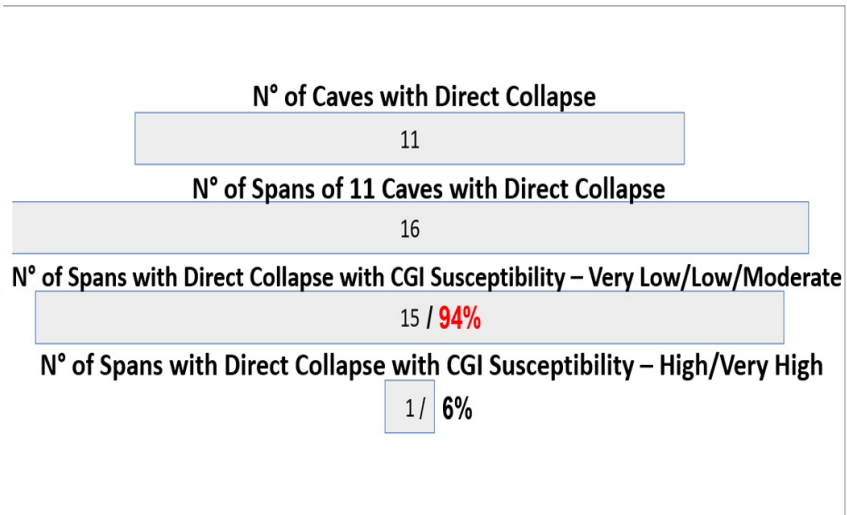 N° of Caves with Direct Collapse
11
N° of Spans of 11 Caves with Direct Collapse
16
N° of Spans with Direct Collapse with CGI Susceptibility – Very Low/Low/Moderate
15 / 94%
N° of Spans with Direct Collapse with CGI Susceptibility – High/Very High
1 / 6%